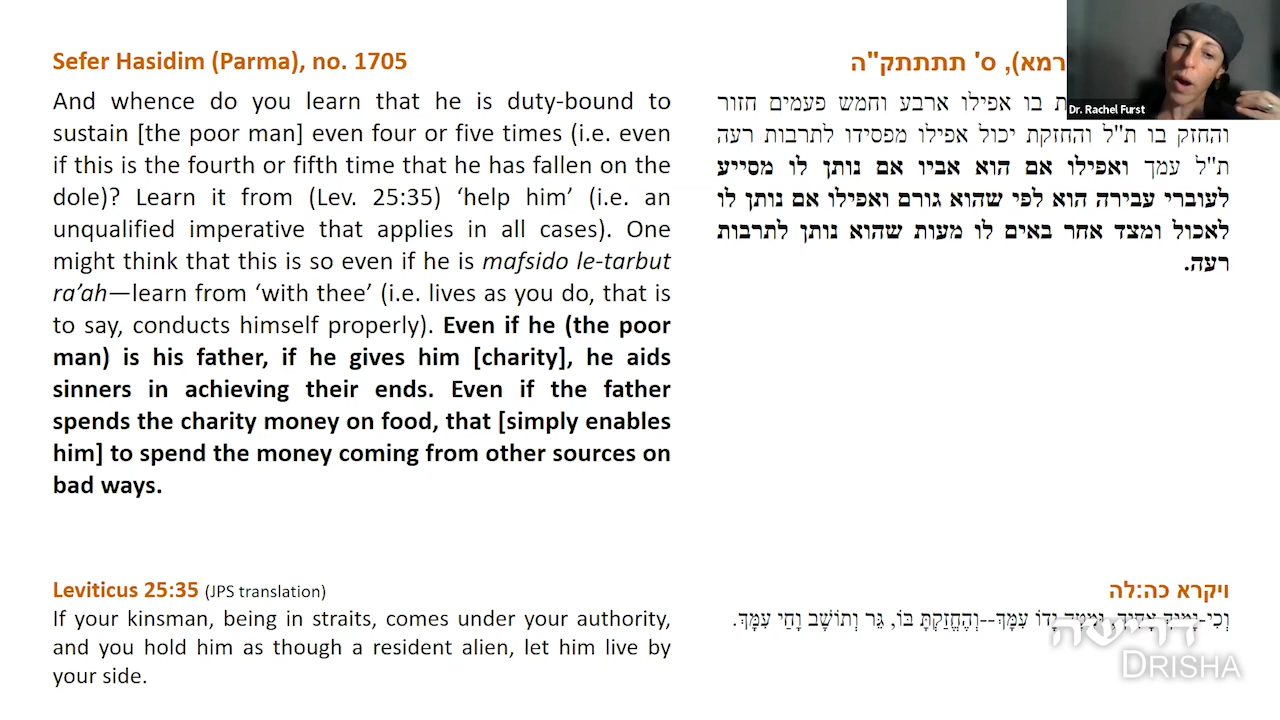 Sefer Hasidim (Parma), no. 1705
And whence do you learn that he is duty-bound to
sustain [the poor man] even four or five times (i.e. even
if this is the fourth or fifth time that he has fallen on the
dole)? Learn it from (Lev. 25:35) ‘help him’ (i.e. an
unqualified imperative that applies in all cases). One
might think that this is so even if he is mafsido le-tarbut
ra’ah—learn from ‘with thee’ (i.e. lives as you do, that is
to say, conducts himself properly). Even if he (the poor
man) is his father, if he gives him [charity], he aids
sinners in achieving their ends. Even if the father
spends the charity money on food, that [simply enables
him] to spend the money coming from other sources on
bad ways.
Leviticus 25:35 (JPS translation)
If your kinsman, being in straits, comes under your authority,
and you hold him as though a resident alien, let him live by
your side.
רמא), ס' תתתתק"ה
בו אפילו ארבע וחמש פעמים חזור
והחזק בו ת"ל והחזקת יכול אפילו מפסידו לתרבות רעה
ת"ל עמך ואפילו אם הוא אביו אם נותן לו מסייע
לעוברי עבירה הוא לפי שהוא גורם ואפילו אם נותן לו
לאכול ומצד אחר באים לו מעות שהוא נותן לתרבות
רעה.
ויקרא כה:לה
וְכִי-יָמוּךְ אָחִיךָ, וּמָטָה יָדוֹ עִמָּךְ--וְהֶחֱזַקְתָּ בּוֹ, גֵּר וְתוֹשָׁב וָחַי עִמָּךְ.
Dr. Rachel Furst
דרישה
DRISHA